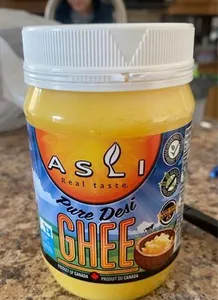 ASLI
Real taste.
Pure Desi
GHEE
PRODUCT OF CANADA PRODUIT DU CANADA